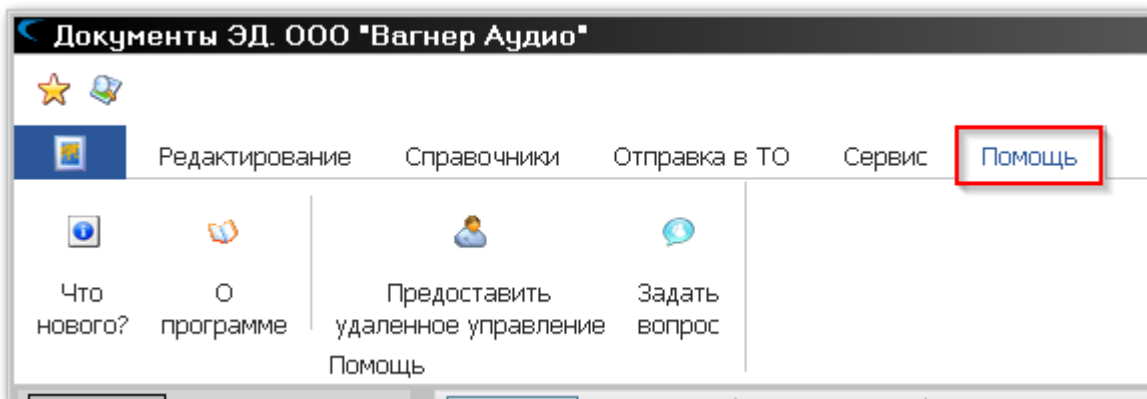 Документы ЭД. ООО "Вагнер Аудио"
Редактирование Справочники Отправка в ТО Сервис Помощь
Что нового?
О программе
Предоставить удаленное управление
Задать вопрос
Помощь